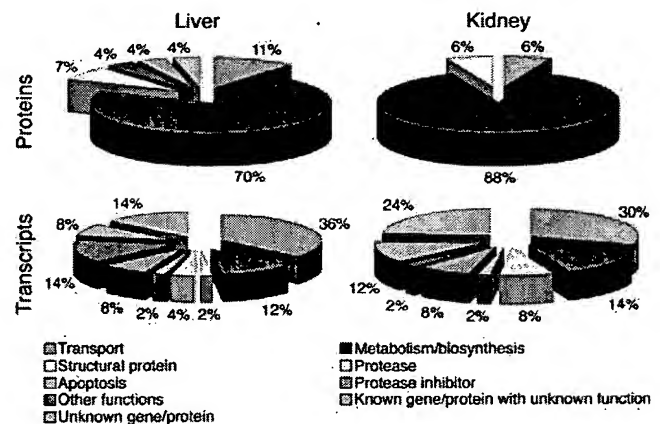 Liver Kidney
Proteins
4% 4% 4% 11%
7%
70%
6% 6%
88%
Transcripts
14% 36%
8%
14%
8% 2% 4% 2% 12%
24% 30%
12%
2% 8% 2% 8% 14%
Transport
Structural protein
Apoptosis
Other functions
Unknown gene/protein
Metabolism/biosynthesis
Protease
Protease inhibitor
Known gene/protein with unknown function